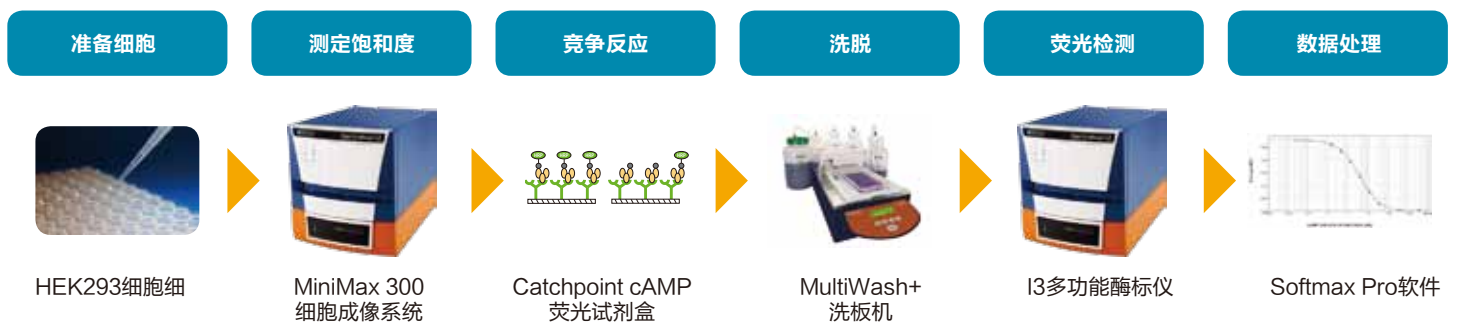 准备细胞
测定饱和度
竞争反应
洗脱
荧光检测
数据处理
HEK293细胞细
MiniMax 300
细胞成像系统
Catchpoint cAMP
荧光试剂盒
MultiWash+
洗板机
I3多功能酶标仪
Softmax Pro软件